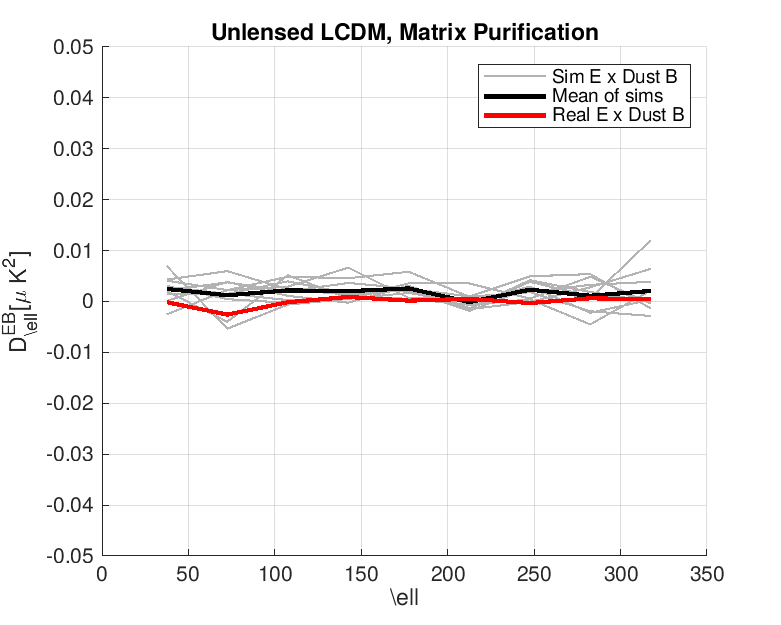 Unlensed LCDM, Matrix Purification
Sim E x Dust B
Mean of sims
Real E x Dust B
D^{EB}_{\ell}[μ K^2]
0.05
0.04
0.03
0.02
0.01
0
-0.01
-0.02
-0.03
-0.04
-0.05
0 50 100 150 200 250 300 350
\ell